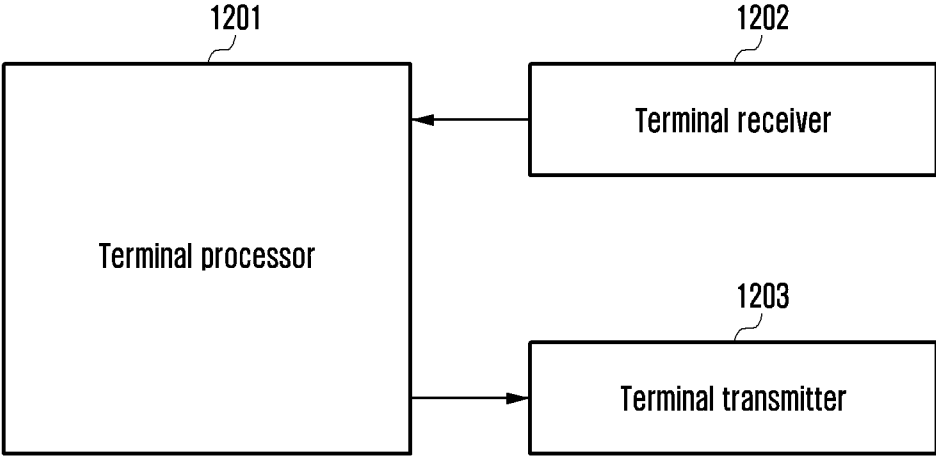 1201
1202
Terminal receiver
Terminal processor
1203
Terminal transmitter